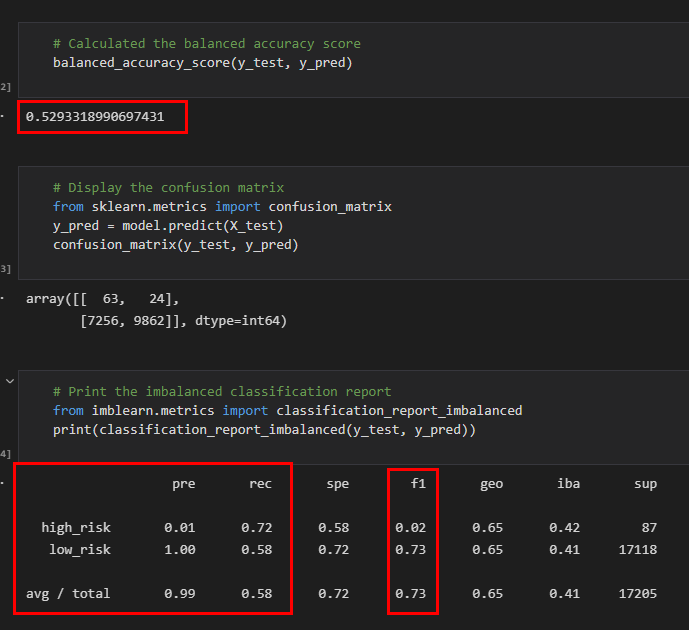 # Calculated the balanced accuracy score
balanced_accuracy_score(y_test, y_pred)
2]
0.5293318990697431
# Display the confusion matrix
from sklearn.metrics import confusion_matrix
y_pred = model.predict(X_test)
confusion_matrix(y_test, y_pred)
3]
array([[  63,   24],
       [7256, 9862]], dtype=int64)
# Print the imbalanced classification report
from imblearn.metrics import classification_report_imbalanced
print(classification_report_imbalanced(y_test, y_pred))
4]
pre rec spe f1 geo iba sup
high_risk 0.01 0.72 0.58 0.02 0.65 0.42 87
low_risk 1.00 0.58 0.72 0.73 0.65 0.41 17118
avg / total 0.99 0.58 0.72 0.73 0.65 0.41 17205